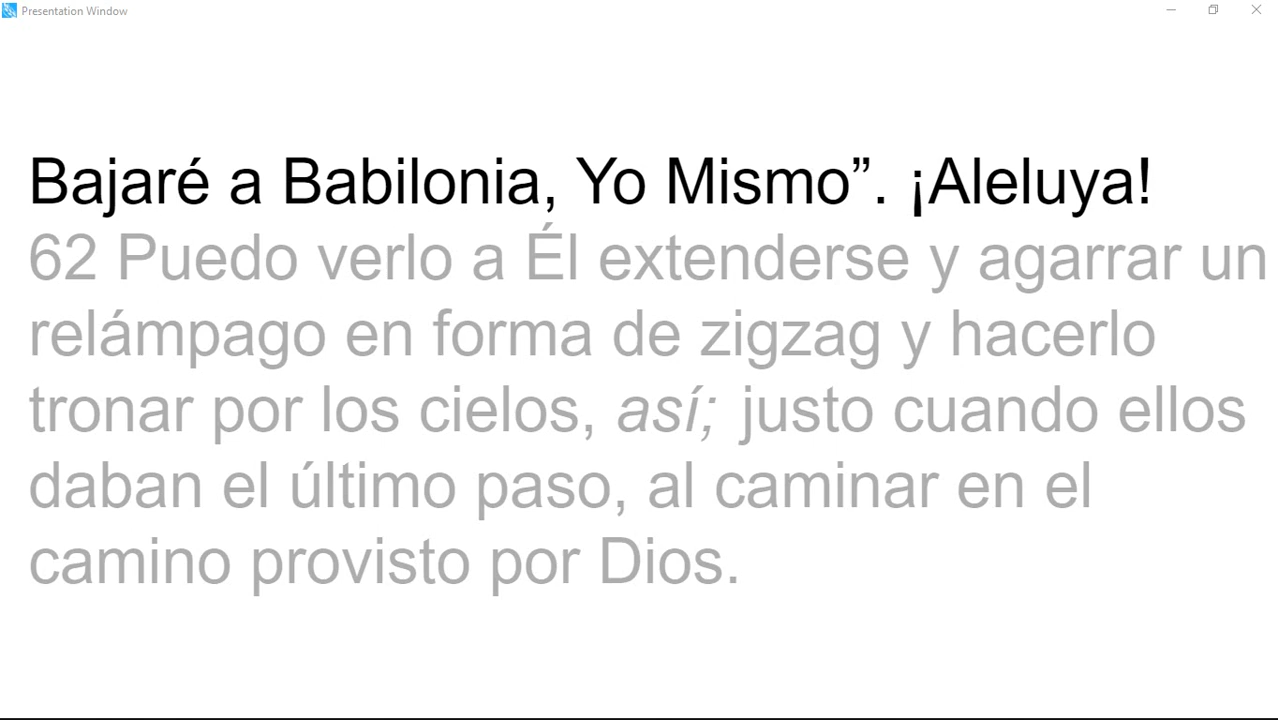 Presentation Window
Bajaré a Babilonia, Yo Mismo”. ¡Aleluya!
62 Puedo verlo a Él extenderse y agarrar un
relámpago en forma de zigzag y hacerlo
tronar por los cielos, así; justo cuando ellos
daban el último paso, al caminar en el
camino provisto por Dios.